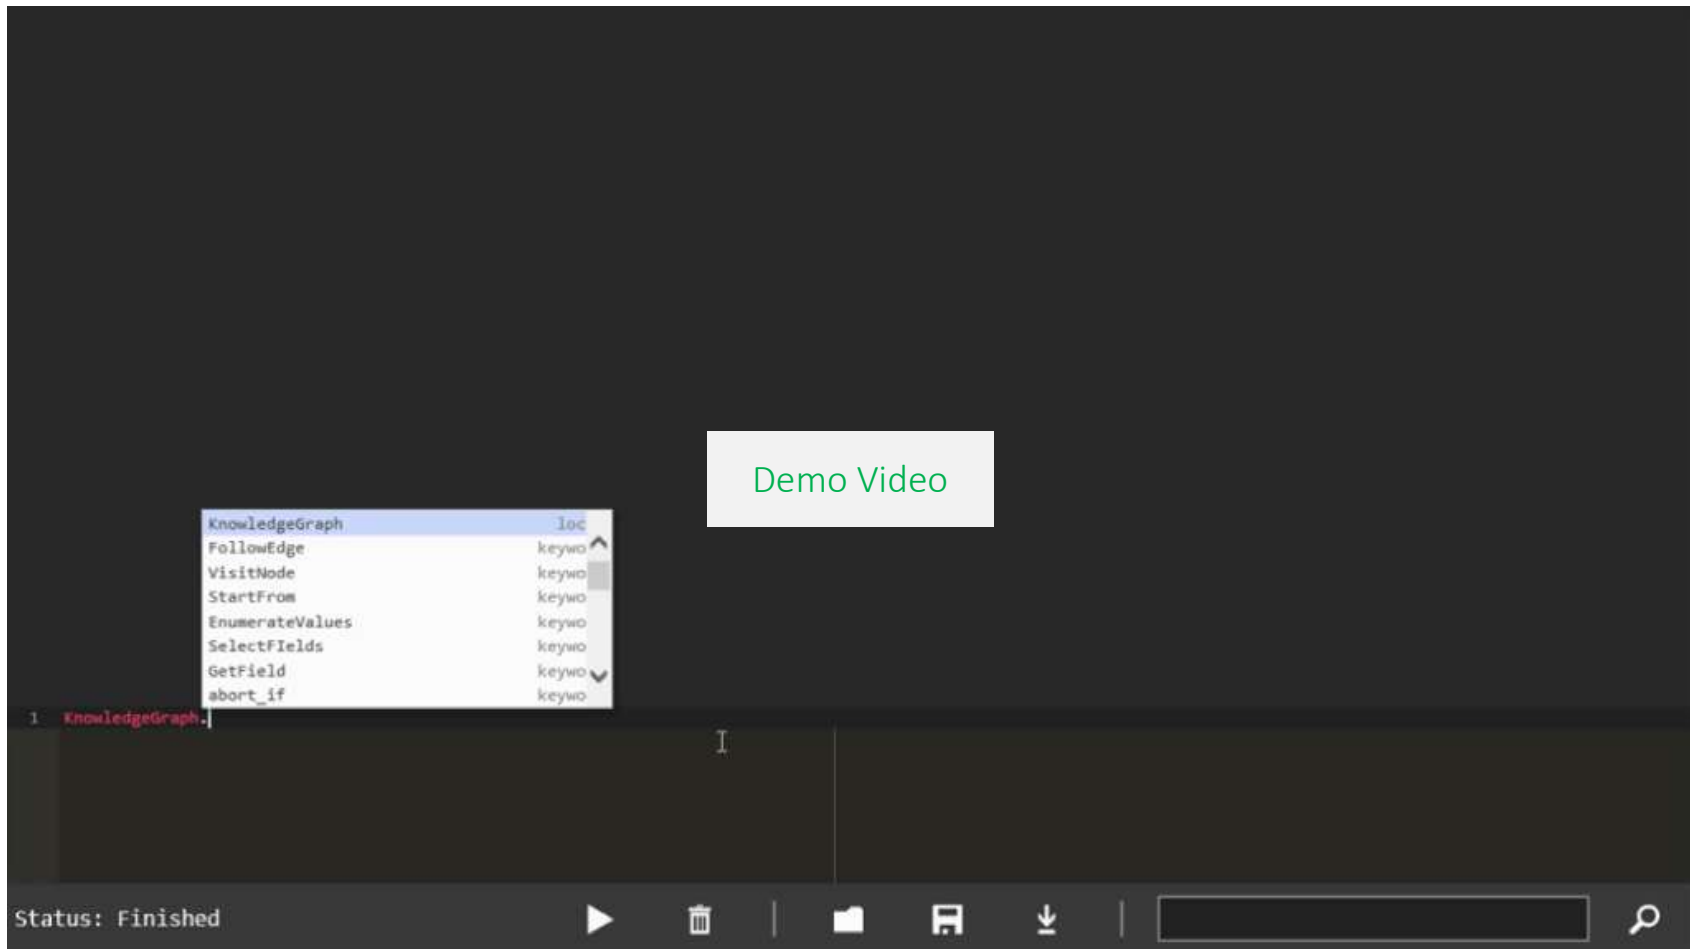 Demo Video
KnowledgeGraph loc
FollowEdge keywo
VisitNode keywo
StartFrom keywo
EnumerateValues keywo
SelectFIelds keywo
GetField keywo
abort_if keywo
1 KnowledgeGraph.
Status: Finished